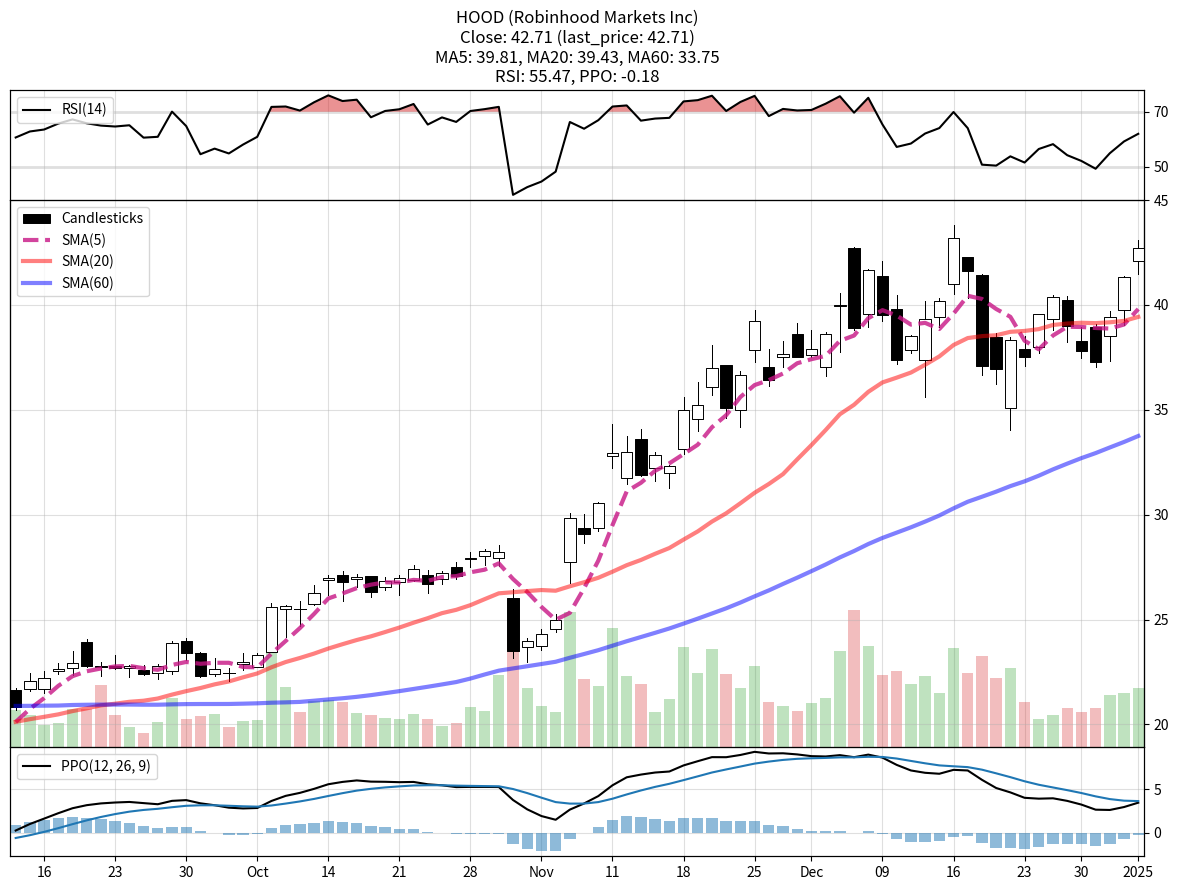 HOOD (Robinhood Markets Inc)
Close: 42.71 (last_price: 42.71)
MA5: 39.81, MA20: 39.43, MA60: 33.75
RSI: 55.47, PPO: -0.18
RSI(14)
70
50
45
Candlesticks
SMA(5)
SMA(20)
SMA(60)
40
35
30
25
20
PPO(12, 26, 9)
5
0
16 23 30 Oct 14 21 28 Nov 11 18 25 Dec 09 16 23 30 2025